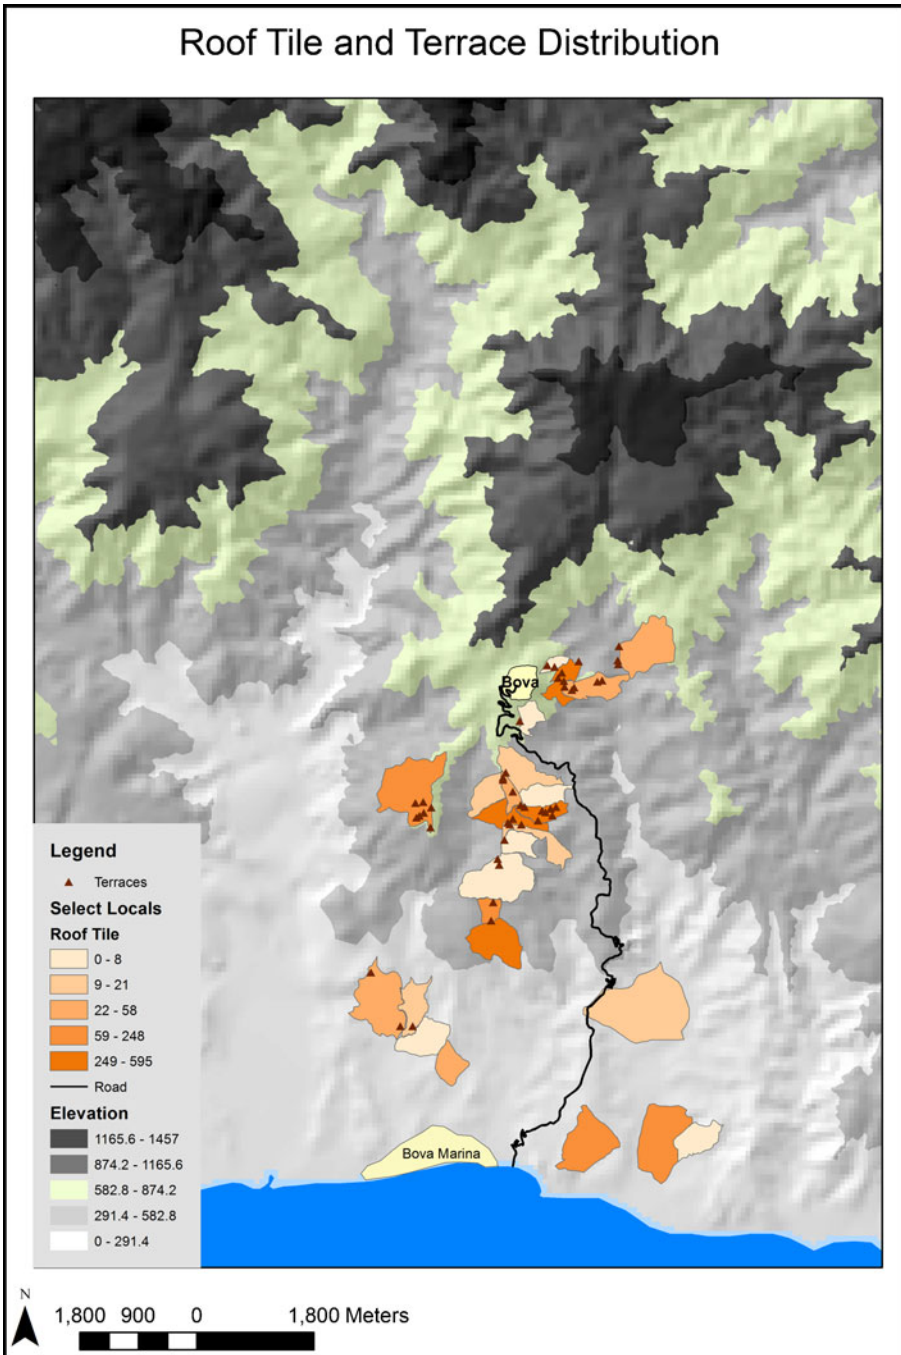 Roof Tile and Terrace Distribution
Bova
Legend
Terraces
Select Locals
Roof Tile
0 - 8
9 - 21
22 - 58
59 - 248
249 - 595
Road
Elevation
1165.6 - 1457
874.2 - 1165.6
582.8 - 874.2
291.4 - 582.8
0 - 291.4
Bova Marina
N
1,800 900 0 1,800 Meters